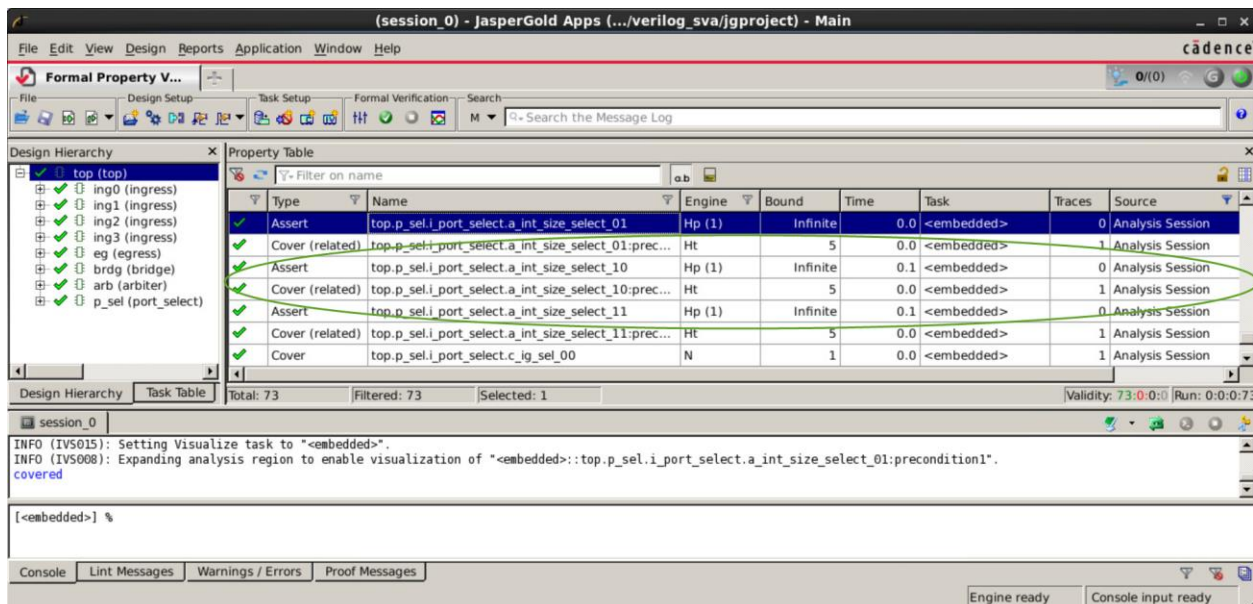 (session_0) - JasperGold Apps (.../verilog_sva/jgproject) - Main
File Edit View Design Reports Application Window Help
cādence
Formal Property V...
0/(0)
File Design Setup Task Setup Formal Verification Search
M Search the Message Log
Design Hierarchy
top (top)
ing0 (ingress)
ing1 (ingress)
ing2 (ingress)
ing3 (ingress)
eg (egress)
brdg (bridge)
arb (arbiter)
p_sel (port_select)
Design Hierarchy Task Table
Property Table
Filter on name
a.b
Type Name Engine Bound Time Task Traces Source
Assert top.p_sel.i_port_select.a_int_size_select_01 Hp (1) Infinite 0.0 <embedded> 0 Analysis Session
Cover (related) top.p_sel.i_port_select.a_int_size_select_01:prec... Ht 5 0.0 <embedded> 1 Analysis Session
Assert top.p_sel.i_port_select.a_int_size_select_10 Hp (1) Infinite 0.1 <embedded> 0 Analysis Session
Cover (related) top.p_sel.i_port_select.a_int_size_select_10:prec... Ht 5 0.0 <embedded> 1 Analysis Session
Assert top.p_sel.i_port_select.a_int_size_select_11 Hp (1) Infinite 0.1 <embedded> 0 Analysis Session
Cover (related) top.p_sel.i_port_select.a_int_size_select_11:prec... Ht 5 0.0 <embedded> 1 Analysis Session
Cover top.p_sel.i_port_select.c_ig_sel_00 N 1 0.0 <embedded> 1 Analysis Session
Total: 73 Filtered: 73 Selected: 1 Validity: 73:0:0:0 Run: 0:0:0:73
session_0
INFO (IVS015): Setting Visualize task to "<embedded>".
INFO (IVS008): Expanding analysis region to enable visualization of "<embedded>::top.p_sel.i_port_select.a_int_size_select_01:precondition1".
covered
[<embedded>] %
Console Lint Messages Warnings / Errors Proof Messages
Engine ready Console input ready